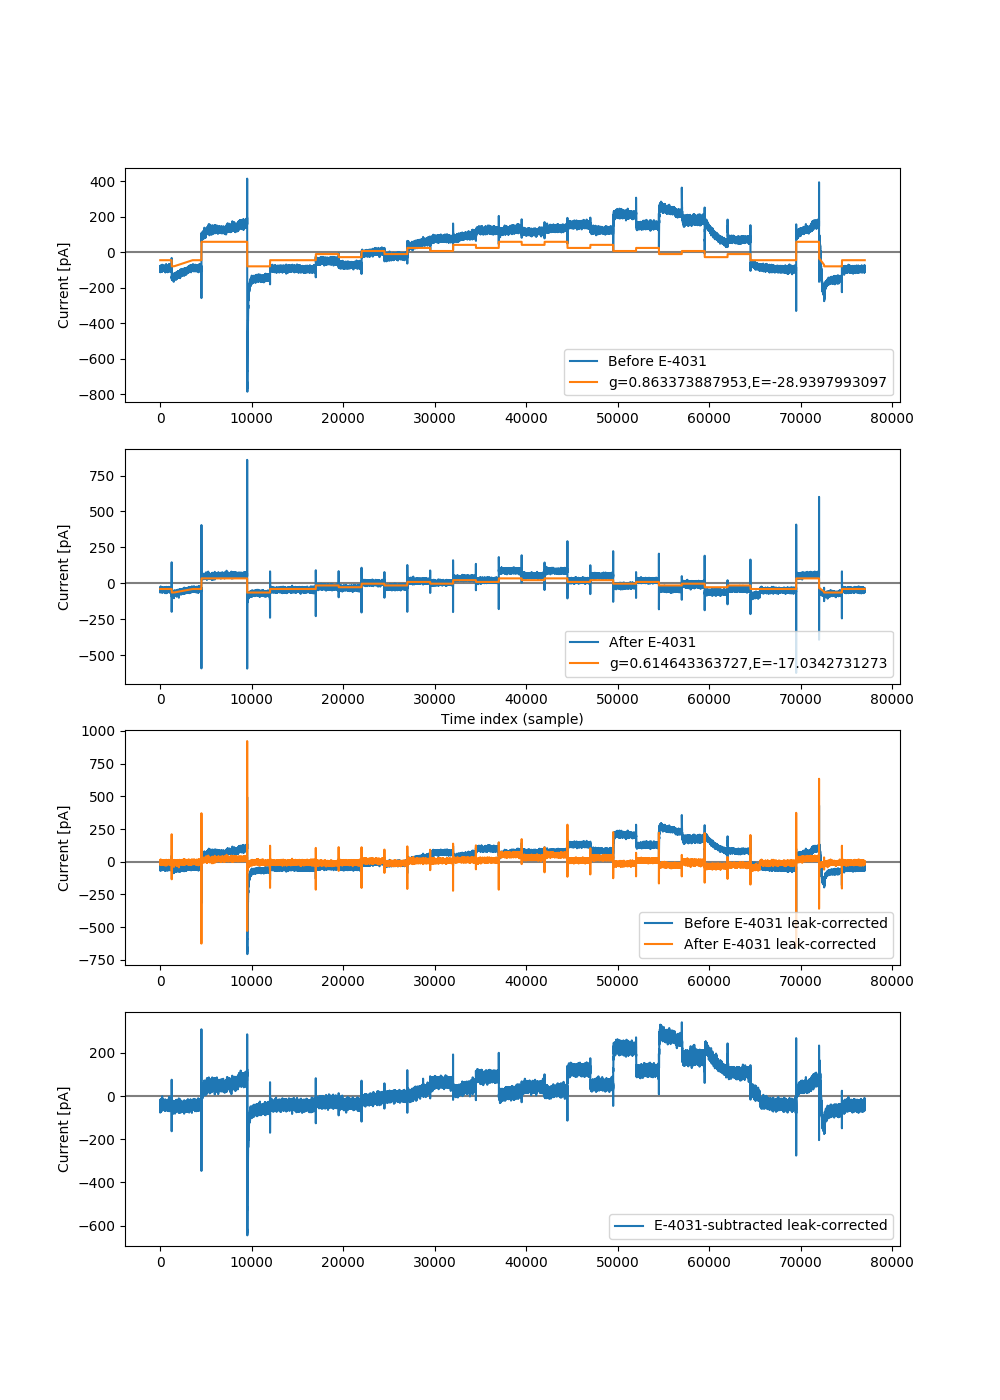 400
200
0
−200
−400
−600
−800
Current [pA]
Before E-4031
g=0.863373887953,E=-28.9397993097
0 10000 20000 30000 40000 50000 60000 70000 80000
750
500
250
0
−250
−500
Current [pA]
After E-4031
g=0.614643363727,E=-17.0342731273
0 10000 20000 30000 40000 50000 60000 70000 80000
Time index (sample)
1000
750
500
250
0
−250
−500
−750
Current [pA]
Before E-4031 leak-corrected
After E-4031 leak-corrected
0 10000 20000 30000 40000 50000 60000 70000 80000
200
0
−200
−400
−600
Current [pA]
E-4031-subtracted leak-corrected
0 10000 20000 30000 40000 50000 60000 70000 80000